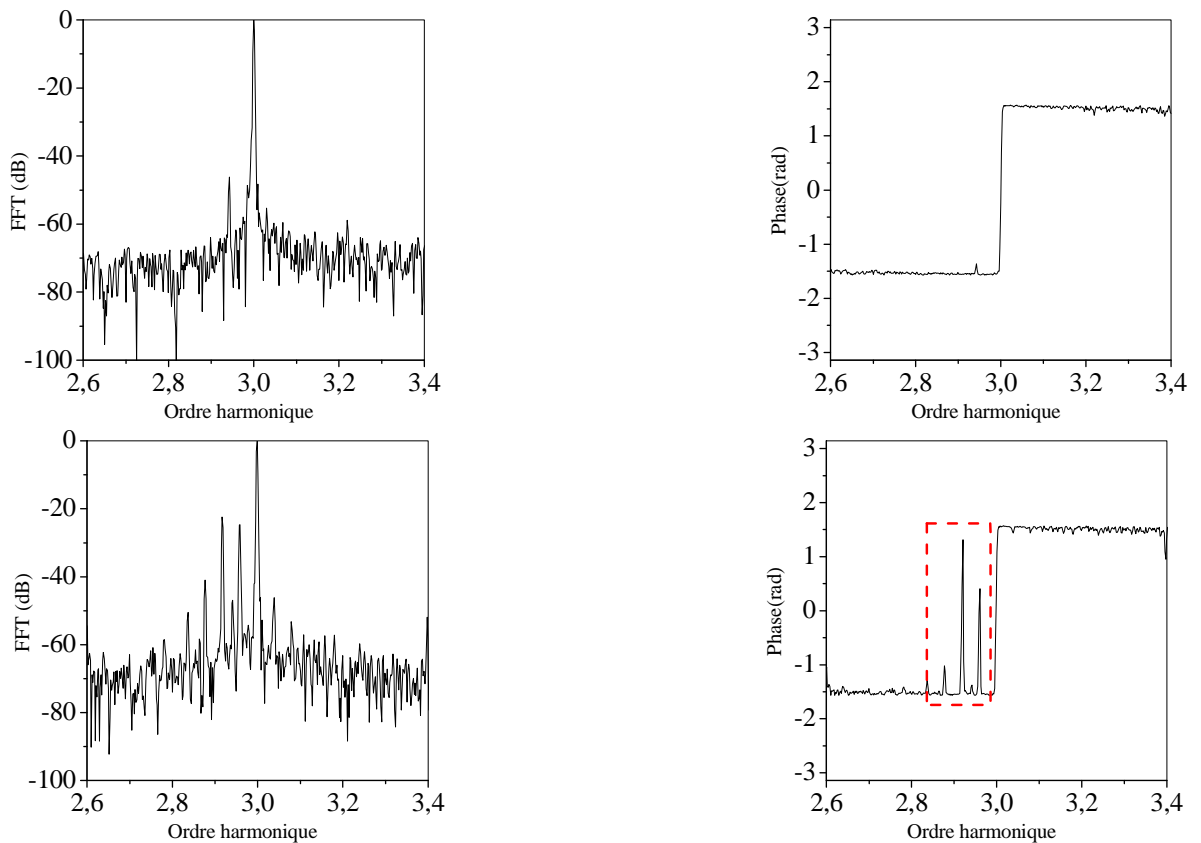 FFT (dB)
0
-20
-40
-60
-80
-100
2,6 2,8 3,0 3,2 3,4
Ordre harmonique
Phase(rad)
3
2
1
0
-1
-2
-3
2,6 2,8 3,0 3,2 3,4
Ordre harmonique
FFT (dB)
0
-20
-40
-60
-80
-100
2,6 2,8 3,0 3,2 3,4
Ordre harmonique
Phase(rad)
3
2
1
0
-1
-2
-3
2,6 2,8 3,0 3,2 3,4
Ordre harmonique